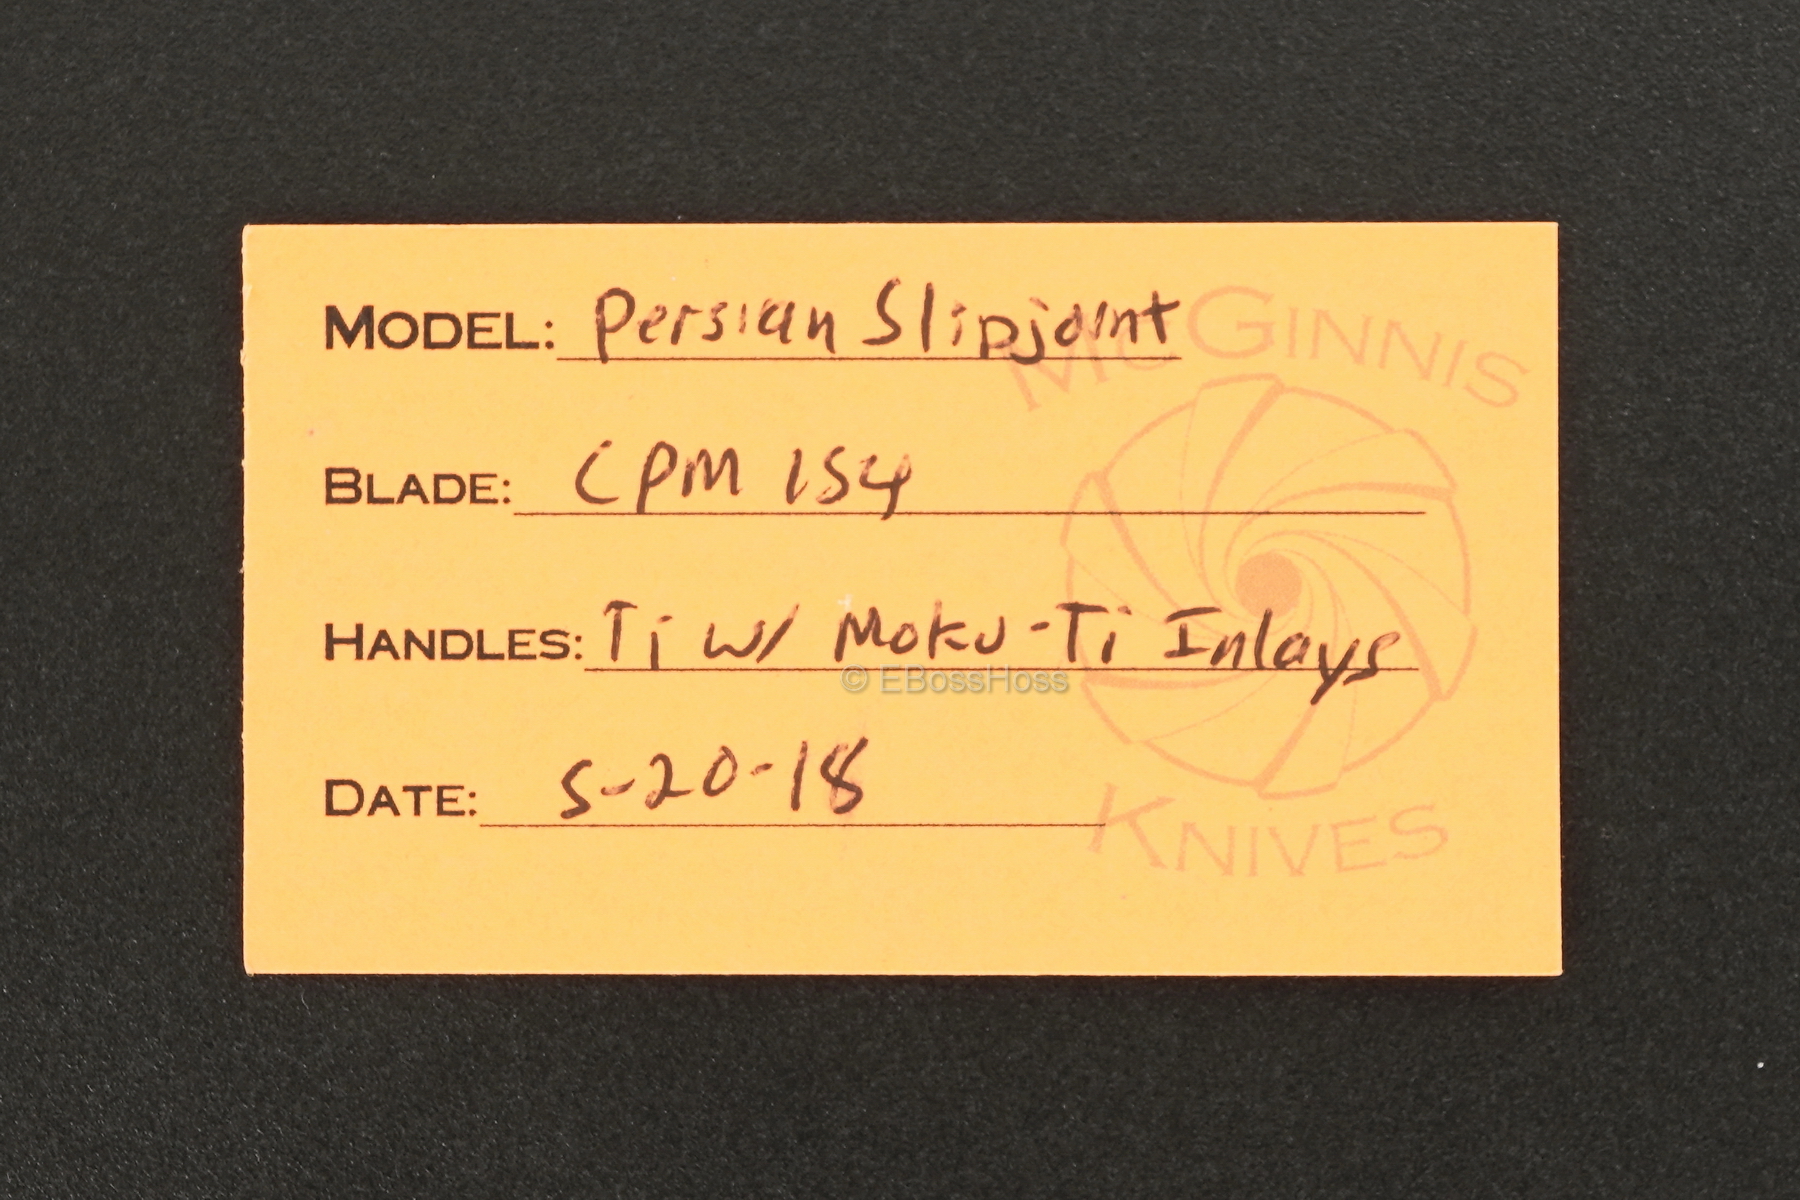 MODEL: Persian Slipjoint
MCGINNIS
BLADE: CPM 154
HANDLES: Ti w/ Moku-Ti Inlays
© EBossHoss
DATE: 5-20-18
KNIVES